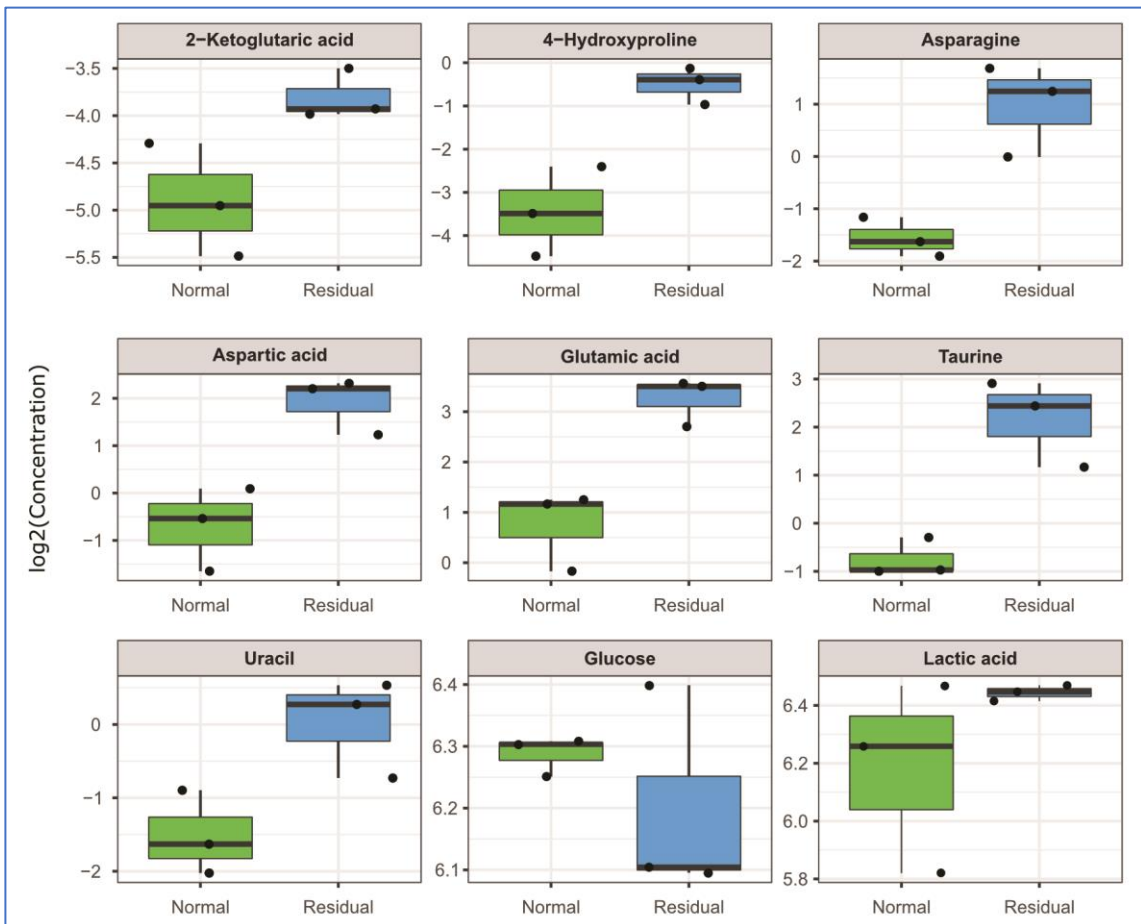 2−Ketoglutaric acid
−3.5
−4.0
−4.5
−5.0
−5.5
Normal Residual
4−Hydroxyproline
0
−1
−2
−3
−4
Normal Residual
Asparagine
1
0
−1
−2
Normal Residual
log2(Concentration)
Aspartic acid
2
1
0
−1
Normal Residual
Glutamic acid
3
2
1
0
Normal Residual
Taurine
3
2
1
0
−1
Normal Residual
Uracil
0
−1
−2
Normal Residual
Glucose
6.4
6.3
6.2
6.1
Normal Residual
Lactic acid
6.4
6.2
6.0
5.8
Normal Residual